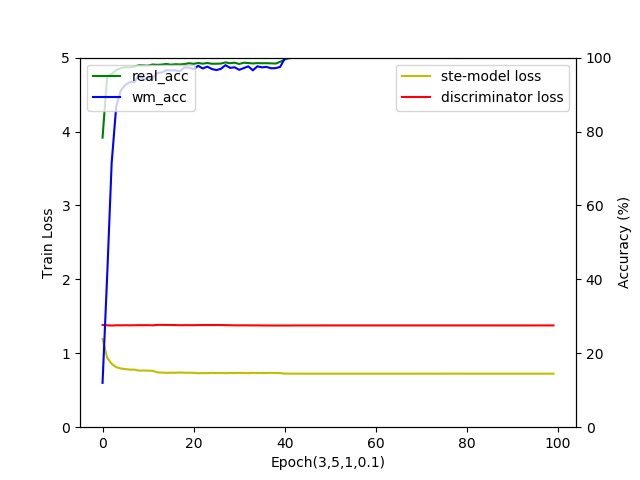 real_acc
wm_acc
ste-model loss
discriminator loss
5
4
3
2
1
0
Train Loss
100
80
60
40
20
0
Accuracy (%)
0
20
40
60
80
100
Epoch(3,5,1,0.1)